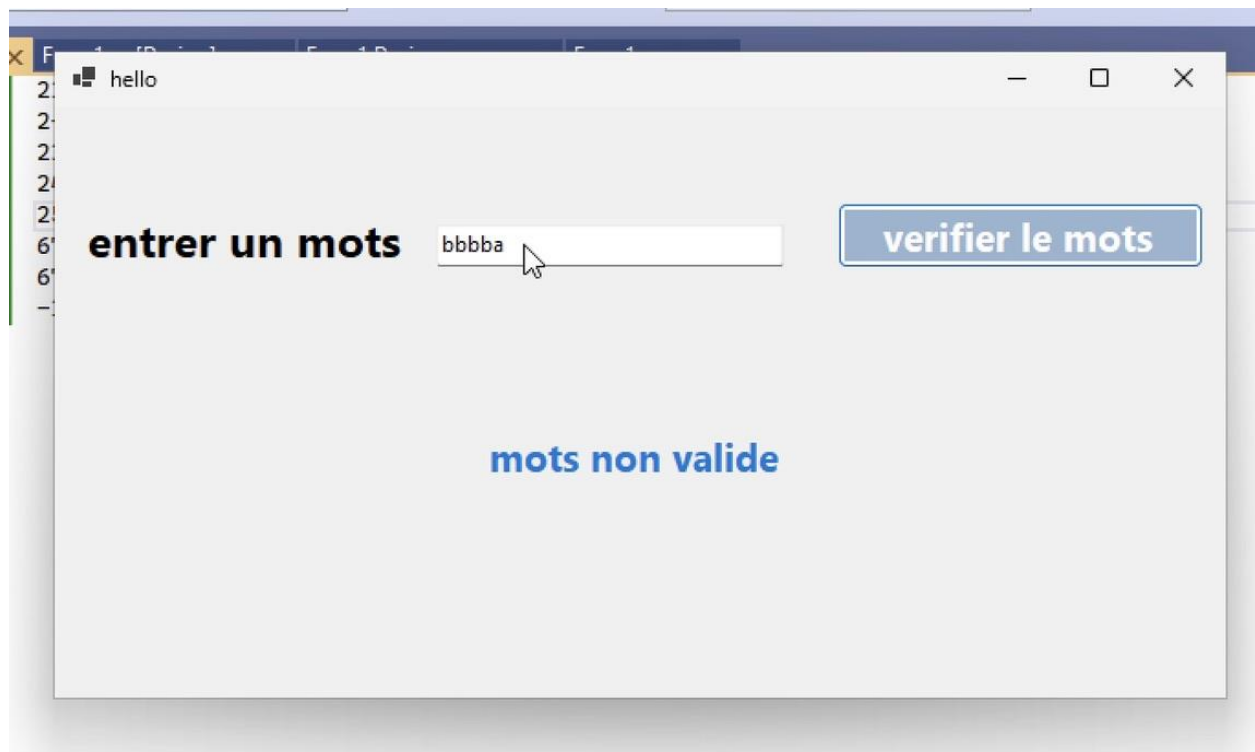 hello
entrer un mots
bbbba
verifier le mots
mots non valide